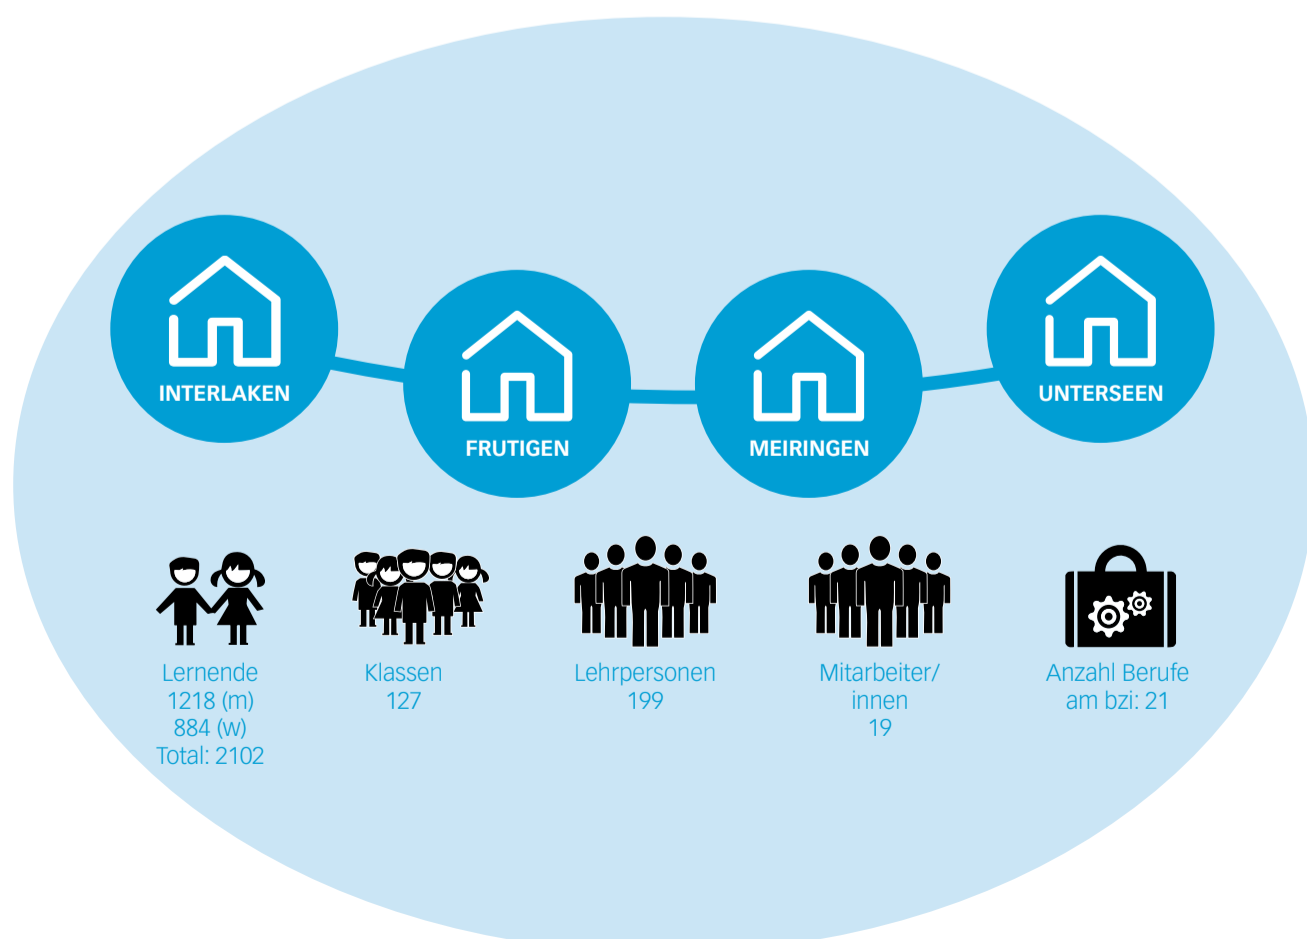 INTERLAKEN
FRUTIGEN
MEIRINGEN
UNTERSEEN
Lernende
1218 (m)
884 (w)
Total: 2102
Klassen
127
Lehrpersonen
199
Mitarbeiter/
innen
19
Anzahl Berufe
am bzi: 21